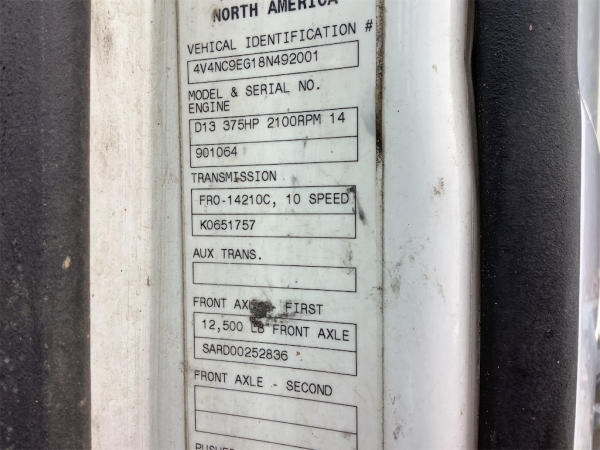 NORTH AMERICA
VEHICAL IDENTIFICATION #
4V4NC9EG18N492001
MODEL & SERIAL NO.
ENGINE
D13 375HP 2100RPM 14
901064
TRANSMISSION
FRO-14210C, 10 SPEED
K0651757
AUX TRANS.
FRONT AXLE - FIRST
12,500 LB FRONT AXLE
SARD00252836
FRONT AXLE - SECOND